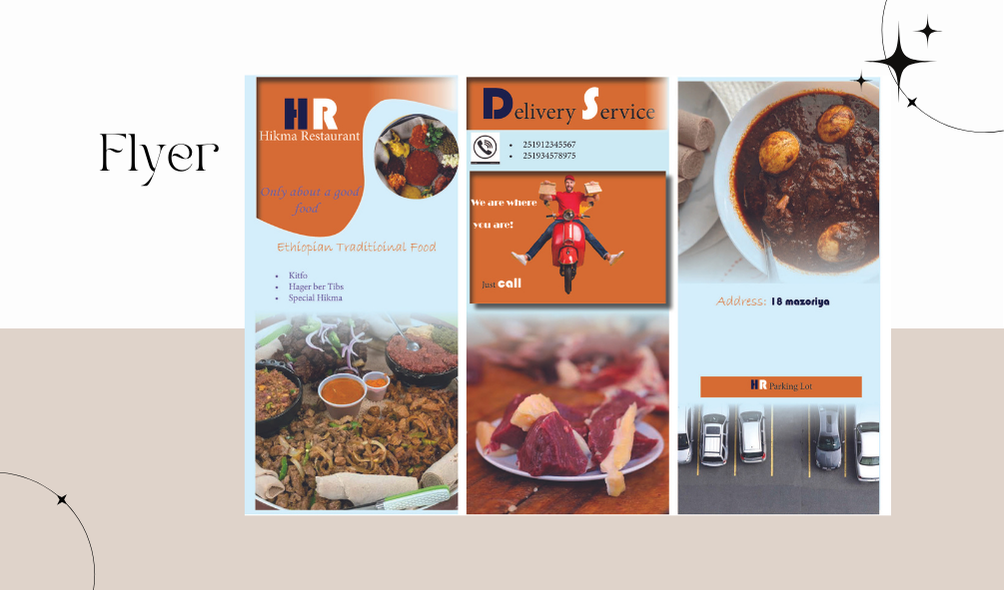 Flyer
HR
Hikma Restaurant
Only about a good
food
Ethiopian Traditioinal Food
• Kitfo
• Hager ber Tibs
• Special Hikma
Delivery Service
• 251912345567
• 251934578975
We are where
you are!
Just call
Address: 18 mazoriya
HR Parking Lot